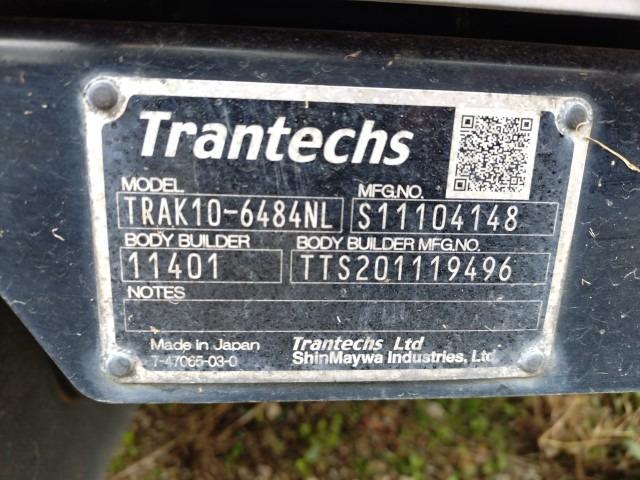 Trantechs
MODEL MFG.NO.
TRAK10-6484NL S11104148
BODY BUILDER BODY BUILDER MFG.NO.
11401 TTS201119496
NOTES
Made in Japan Trantechs Ltd
7-47065-03-0 ShinMaywa Industries, Ltd.